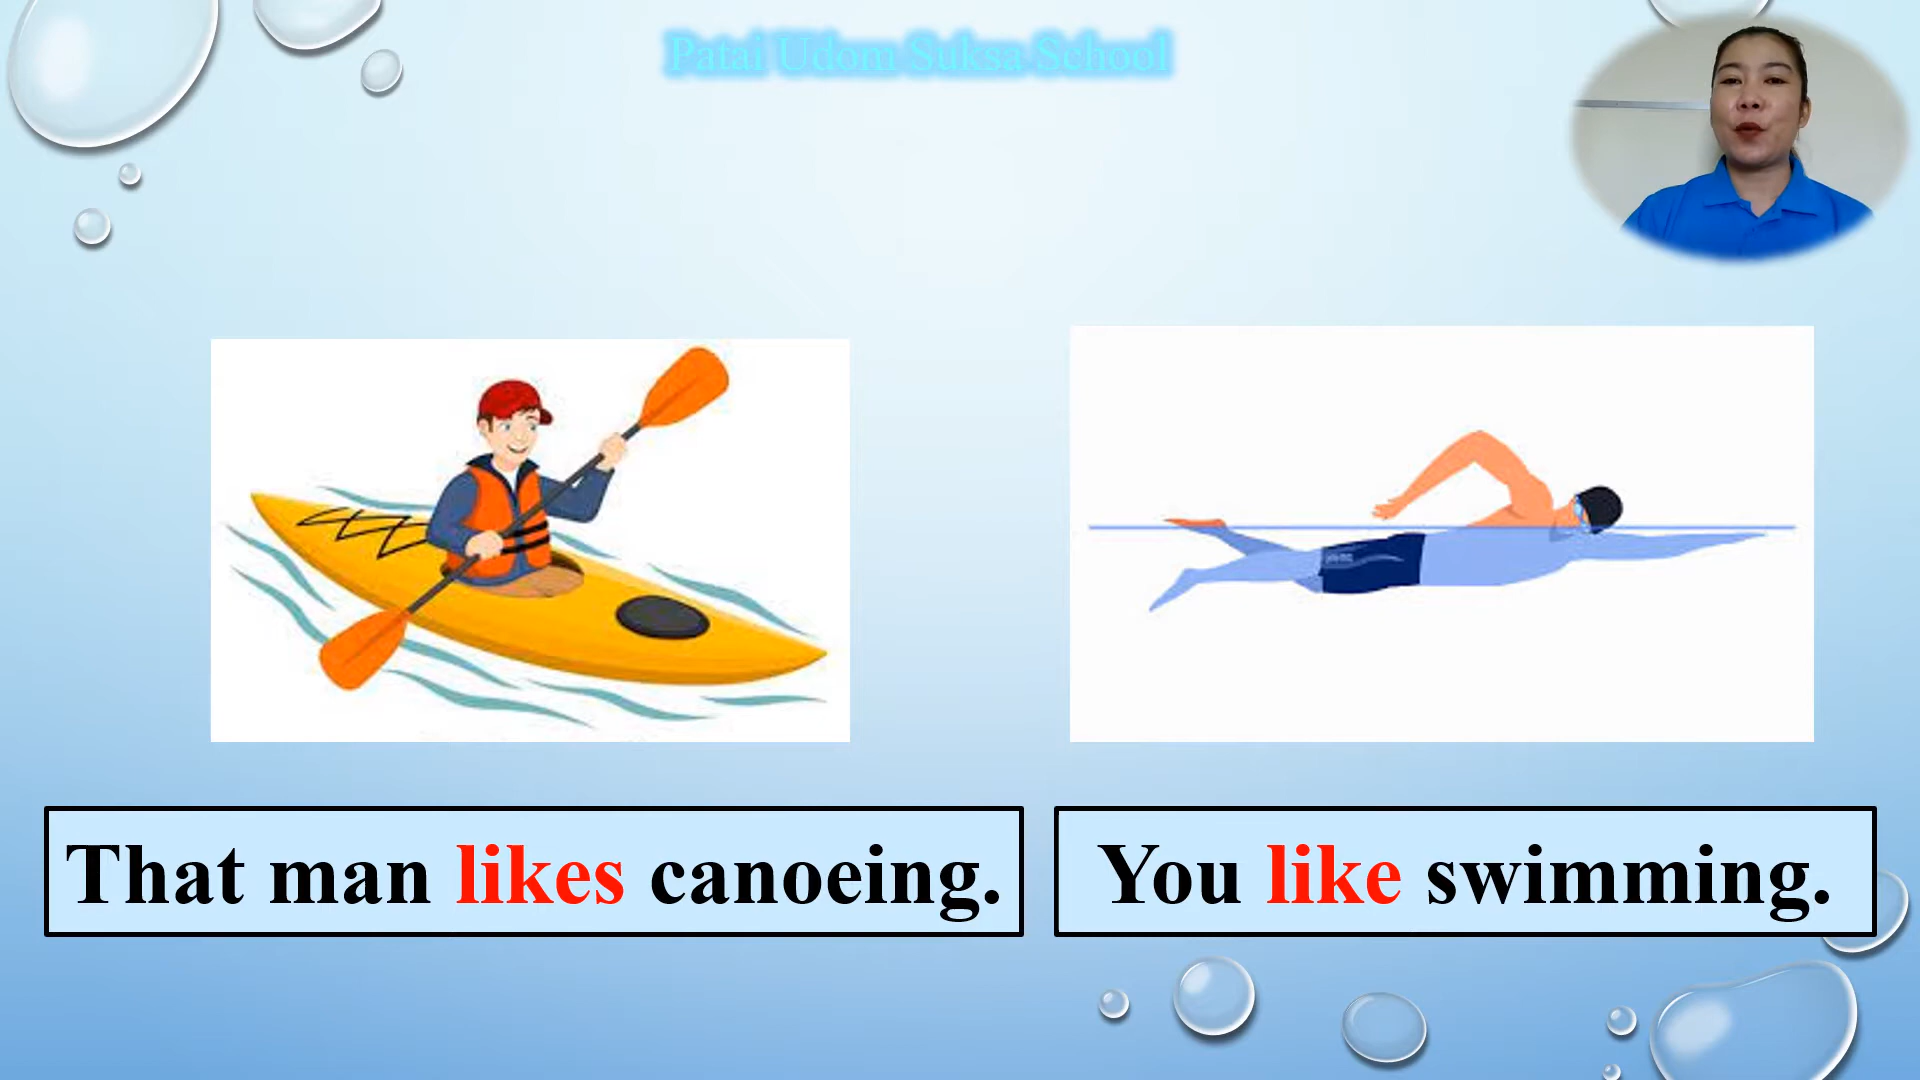 Patai Udom Suksa School
That man likes canoeing.
You like swimming.